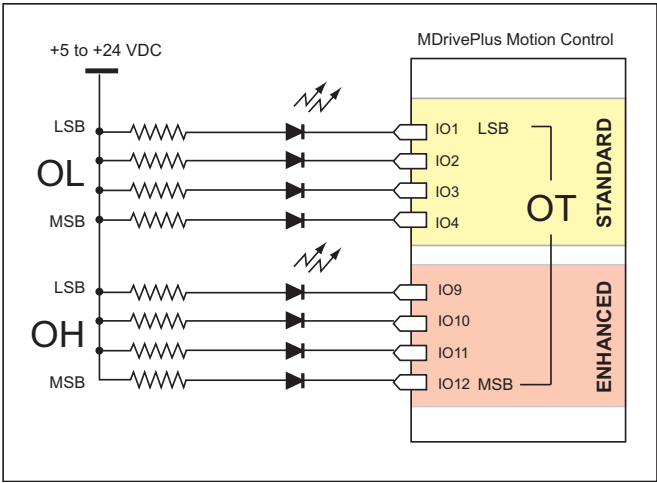 +5 to +24 VDC
MDrivePlus Motion Control
LSB
OL
MSB
IO1 LSB
IO2
IO3
IO4
OT
STANDARD
LSB
OH
MSB
IO9
IO10
IO11
IO12 MSB
ENHANCED